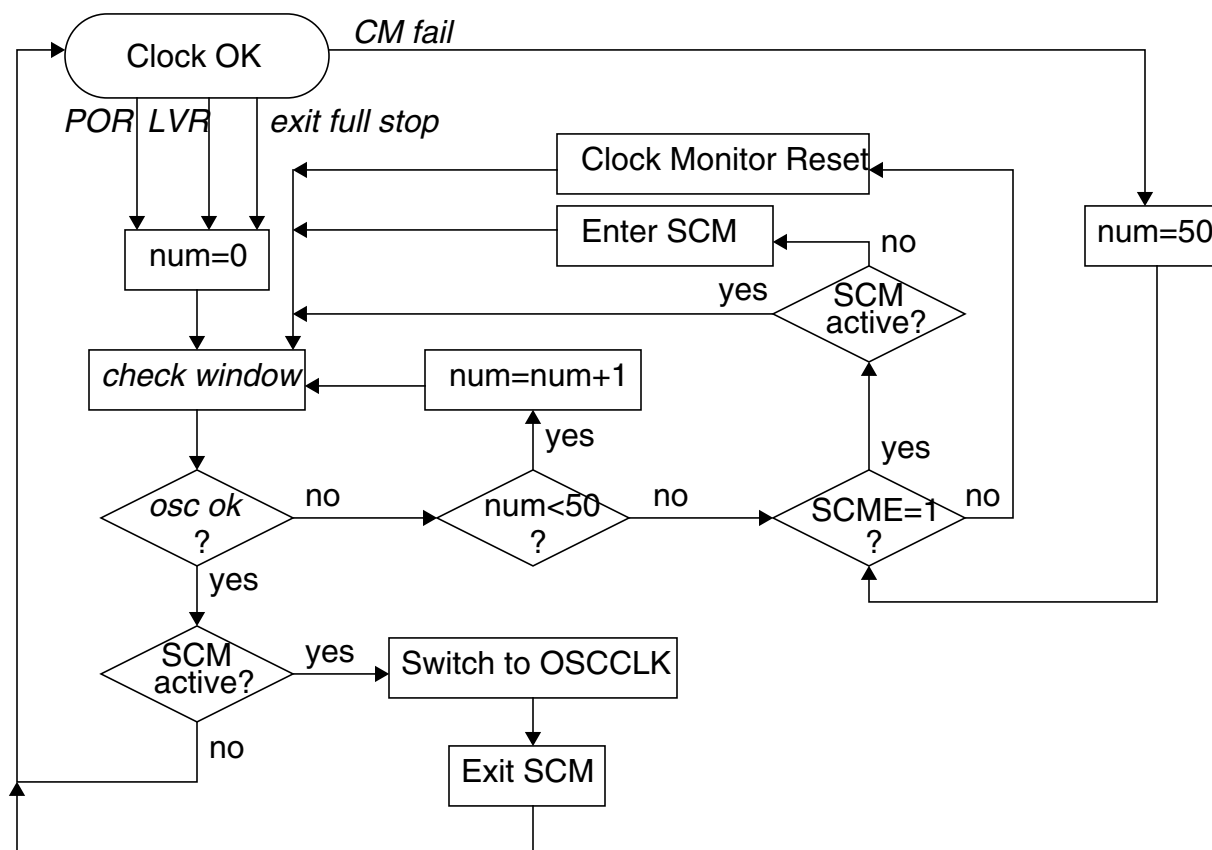 CM fail
Clock OK
POR
LVR
exit full stop
Clock Monitor Reset
Enter SCM
no
num=50
num=0
yes
SCM
active?
check window
num=num+1
yes
yes
osc ok
?
no
num<50
?
no
SCME=1
?
no
yes
SCM
active?
yes
Switch to OSCCLK
no
Exit SCM